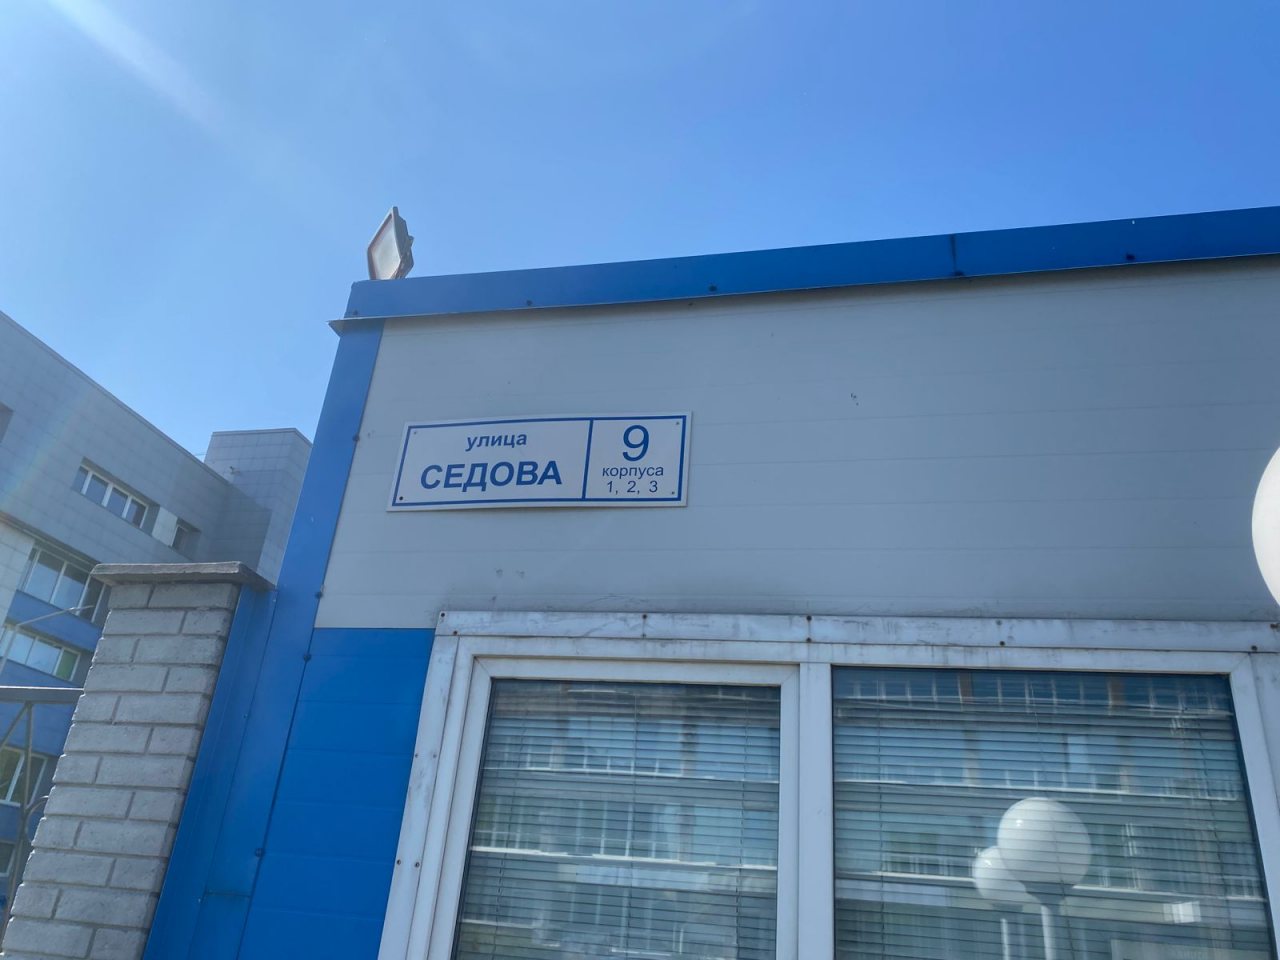 улица
СЕДОВА
9
корпуса
1, 2, 3